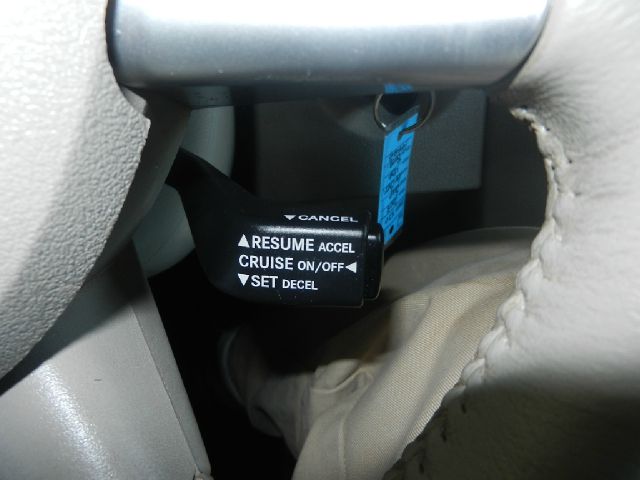 ▼CANCEL
▲RESUME ACCEL
CRUISE ON/OFF◀
▼SET DECEL